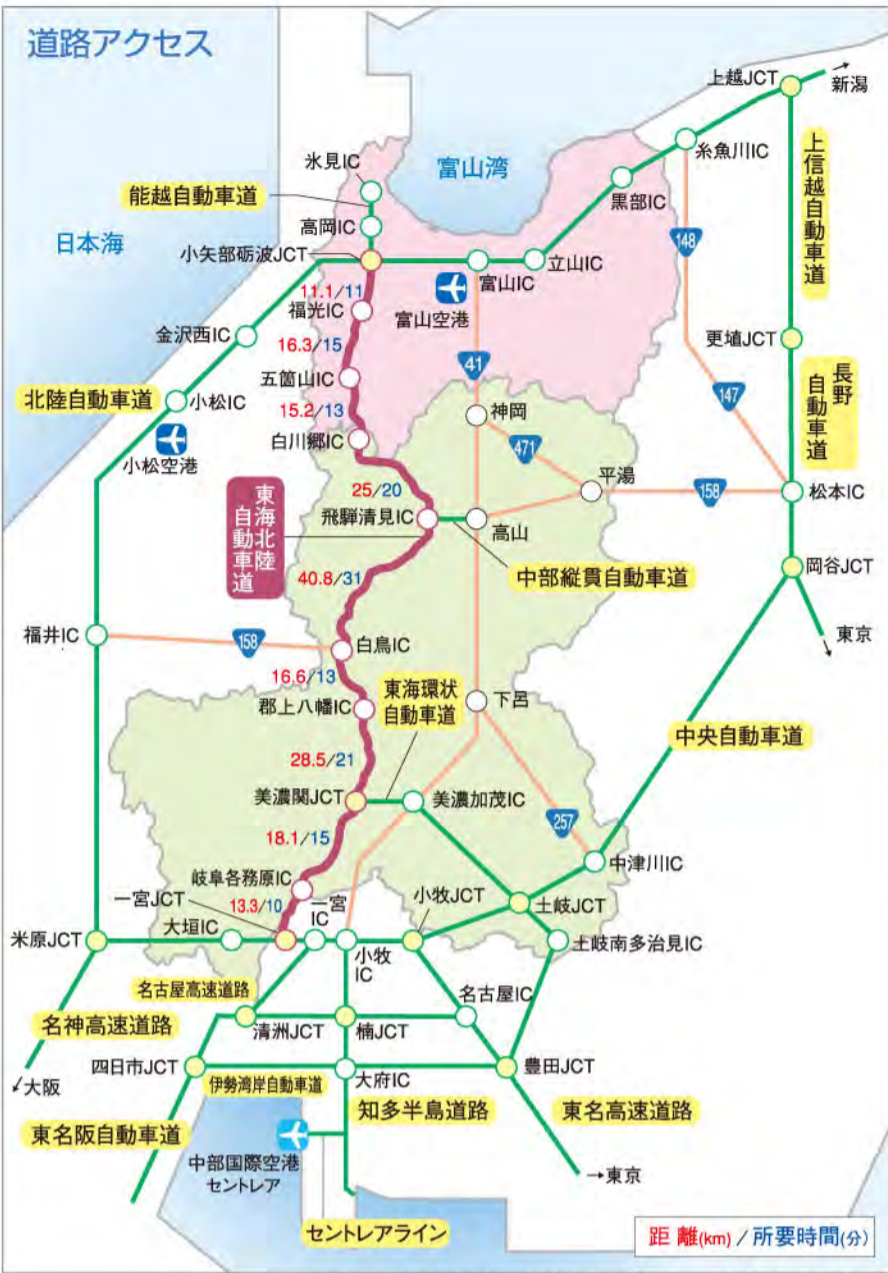 道路アクセス
上越JCT
→
新潟
糸魚川IC
氷見IC
富山湾
黒部IC
能越自動車道
上信越自動車道
高岡IC
日本海
148
小矢部砺波JCT
立山IC
富山IC
11.1/11
富山空港
福光IC
金沢西IC
更埴JCT
16.3/15
41
五箇山IC
長野自動車道
北陸自動車道
小松IC
147
15.2/13
神岡
白川郷IC
471
小松空港
平湯
25/20
158
松本IC
東海北陸自動車道
飛騨清見IC
高山
岡谷JCT
40.8/31
中部縦貫自動車道
福井IC
158
白鳥IC
東京
16.6/13
東海環状
自動車道
下呂
郡上八幡IC
中央自動車道
28.5/21
美濃関JCT
美濃加茂IC
257
18.1/15
中津川IC
岐阜各務原IC
一宮JCT
13.3/10
一宮
IC
小牧JCT
土岐JCT
大垣IC
米原JCT
小牧
IC
土岐南多治見IC
名古屋高速道路
名古屋IC
名神高速道路
清洲JCT
楠JCT
四日市JCT
大府IC
豊田JCT
大阪
伊勢湾岸自動車道
知多半島道路
東名高速道路
東名阪自動車道
中部国際空港
セントレア
→東京
セントレアライン
距 離(km) / 所要時間(分)